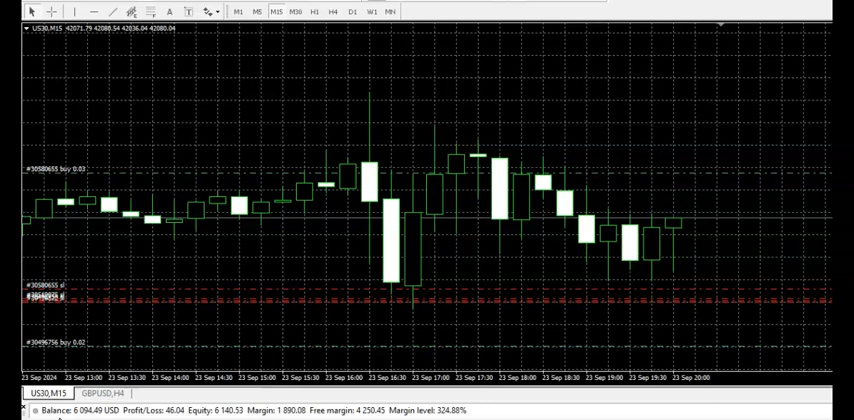 A T M1 M5 M15 M30 H1 H4 D1 W1 MN
US30,M15 42071.79 42080.54 42036.04 42080.04
#30580655 buy 0.03
#30580655 sl
#30496756 buy 0.02
23 Sep 2024 23 Sep 13:00 23 Sep 13:30 23 Sep 14:00 23 Sep 14:30 23 Sep 15:00 23 Sep 15:30 23 Sep 16:00 23 Sep 16:30 23 Sep 17:00 23 Sep 17:30 23 Sep 18:00 23 Sep 18:30 23 Sep 19:00 23 Sep 19:30 23 Sep 20:00
US30,M15 GBPUSD,H4
Balance: 6 094.49 USD Profit/Loss: 46.04 Equity: 6 140.53 Margin: 1 890.08 Free margin: 4 250.45 Margin level: 324.88%